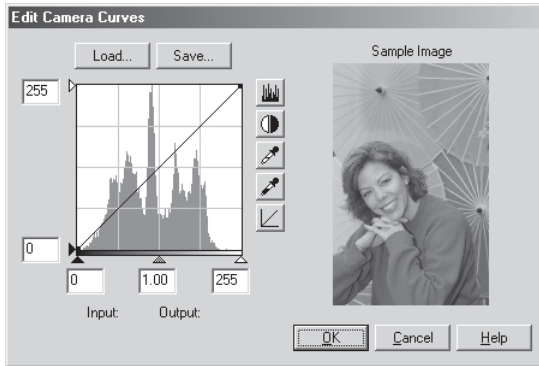 Edit Camera Curves
Load... Save...
Sample Image
255
0
0 1.00 255
Input: Output:
OK Cancel Help